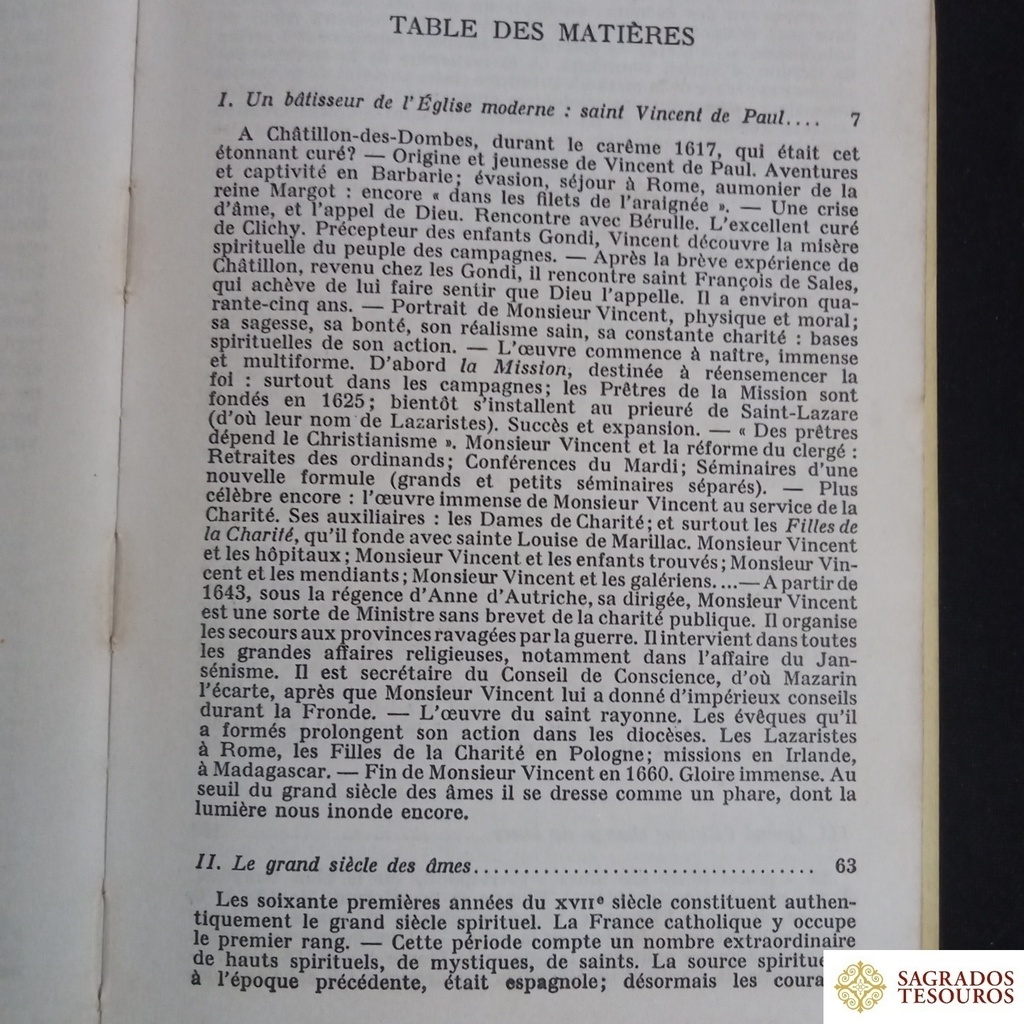 TABLE DES MATIÈRES
I. Un bâtisseur de l'Église moderne : saint Vincent de Paul.... 7
A Châtillon-des-Dombes, durant le carême 1617, qui était cet
étonnant curé? — Origine et jeunesse de Vincent de Paul. Aventures
et captivité en Barbarie; évasion, séjour à Rome, aumonier de la
reine Margot : encore « dans les filets de l'araignée ». — Une crise
d'âme, et l'appel de Dieu. Rencontre avec Bérulle. L'excellent curé
de Clichy. Précepteur des enfants Gondi, Vincent découvre la misère
spirituelle du peuple des campagnes. — Après la brève expérience de
Châtillon, revenu chez les Gondi, il rencontre saint François de Sales,
qui achève de lui faire sentir que Dieu l'appelle. Il a environ qua-
rante-cinq ans. — Portrait de Monsieur Vincent, physique et moral;
sa sagesse, sa bonté, son réalisme sain, sa constante charité : bases
spirituelles de son action. — L'œuvre commence à naître, immense
et multiforme. D'abord la Mission, destinée à réensemencer la
foi : surtout dans les campagnes; les Prêtres de la Mission sont
fondés en 1625; bientôt s'installent au prieuré de Saint-Lazare
(d'où leur nom de Lazaristes). Succès et expansion. — « Des prêtres
dépend le Christianisme ». Monsieur Vincent et la réforme du clergé :
Retraites des ordinands; Conférences du Mardi; Séminaires d'une
nouvelle formule (grands et petits séminaires séparés). — Plus
célèbre encore : l'œuvre immense de Monsieur Vincent au service de la
Charité. Ses auxiliaires : les Dames de Charité; et surtout les Filles de
la Charité, qu'il fonde avec sainte Louise de Marillac. Monsieur Vincent
et les hôpitaux; Monsieur Vincent et les enfants trouvés; Monsieur Vin-
cent et les mendiants; Monsieur Vincent et les galériens....— A partir de
1643, sous la régence d'Anne d'Autriche, sa dirigée, Monsieur Vincent
est une sorte de Ministre sans brevet de la charité publique. Il organise
les secours aux provinces ravagées par la guerre. Il intervient dans toutes
les grandes affaires religieuses, notamment dans l'affaire du Jan-
sénisme. Il est secrétaire du Conseil de Conscience, d'où Mazarin
l'écarte, après que Monsieur Vincent lui a donné d'impérieux conseils
durant la Fronde. — L'œuvre du saint rayonne. Les évêques qu'il
a formés prolongent son action dans les diocèses. Les Lazaristes
à Rome, les Filles de la Charité en Pologne; missions en Irlande,
à Madagascar. — Fin de Monsieur Vincent en 1660. Gloire immense. Au
seuil du grand siècle des âmes il se dresse comme un phare, dont la
lumière nous inonde encore.
II. Le grand siècle des âmes.................................. 63
Les soixante premières années du XVIIe siècle constituent authen-
tiquement le grand siècle spirituel. La France catholique y occupe
le premier rang. — Cette période compte un nombre extraordinaire
de hauts spirituels, de mystiques, de saints. La source spiritue
à l'époque précédente, était espagnole; désormais les coura
SAGRADOS
TESOUROS